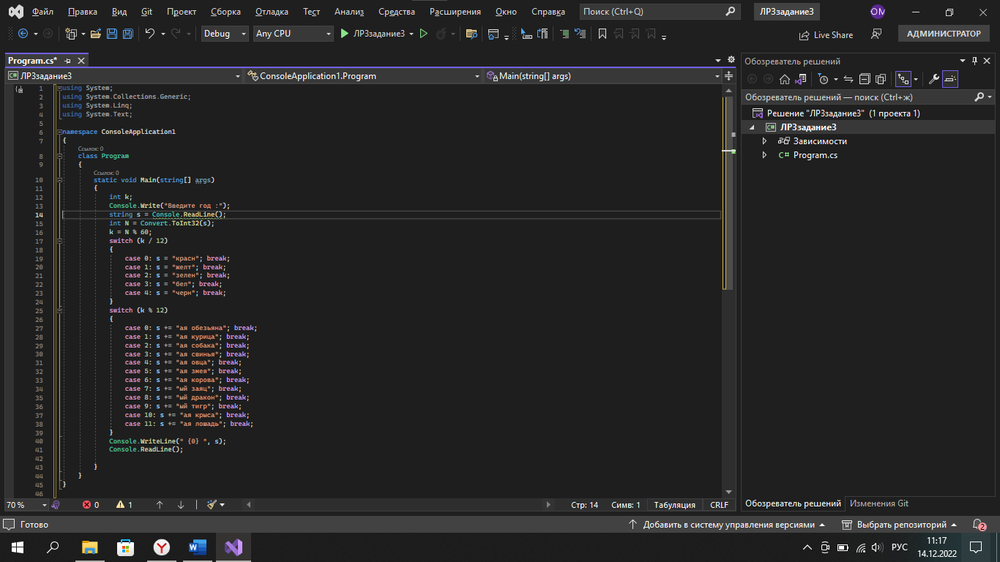 Файл Правка Вид Git Проект Сборка Отладка Тест Анализ Средства Расширения Окно Справка Поиск (Ctrl+Q) ЛР3задание3 ОМ
Debug Any CPU ЛР3задание3 Live Share АДМИНИСТРАТОР
Program.cs*
ЛР3задание3 ConsoleApplication1.Program Main(string[] args)
1 using System;
2 using System.Collections.Generic;
3 using System.Linq;
4 using System.Text;
5
6 namespace ConsoleApplication1
7 {
Ссылок: 0
8 class Program
9 {
Ссылок: 0
10 static void Main(string[] args)
11 {
12 int k;
13 Console.Write("Введите год :");
14 string s = Console.ReadLine();
15 int N = Convert.ToInt32(s);
16 k = N % 60;
17 switch (k / 12)
18 {
19 case 0: s = "красн"; break;
20 case 1: s = "желт"; break;
21 case 2: s = "зелен"; break;
22 case 3: s = "бел"; break;
23 case 4: s = "черн"; break;
24 }
25 switch (k % 12)
26 {
27 case 0: s += "ая обезьяна"; break;
28 case 1: s += "ая курица"; break;
29 case 2: s += "ая собака"; break;
30 case 3: s += "ая свинья"; break;
31 case 4: s += "ая овца"; break;
32 case 5: s += "ая змея"; break;
33 case 6: s += "ая корова"; break;
34 case 7: s += "ый заяц"; break;
35 case 8: s += "ый дракон"; break;
36 case 9: s += "ый тигр"; break;
37 case 10: s += "ая крыса"; break;
38 case 11: s += "ая лошадь"; break;
39 }
40 Console.WriteLine(" {0} ", s);
41 Console.ReadLine();
42
43 }
44 }
45 }
46
70 % 0 1 Стр: 14 Симв: 1 Табуляция CRLF
Обозреватель решений
Обозреватель решений — поиск (Ctrl+ж)
Решение "ЛР3задание3" (1 проекта 1)
ЛР3задание3
Зависимости
C# Program.cs
Обозреватель решений Изменения Git
Готово Добавить в систему управления версиями Выбрать репозиторий 2
РУС 11:17
14.12.2022